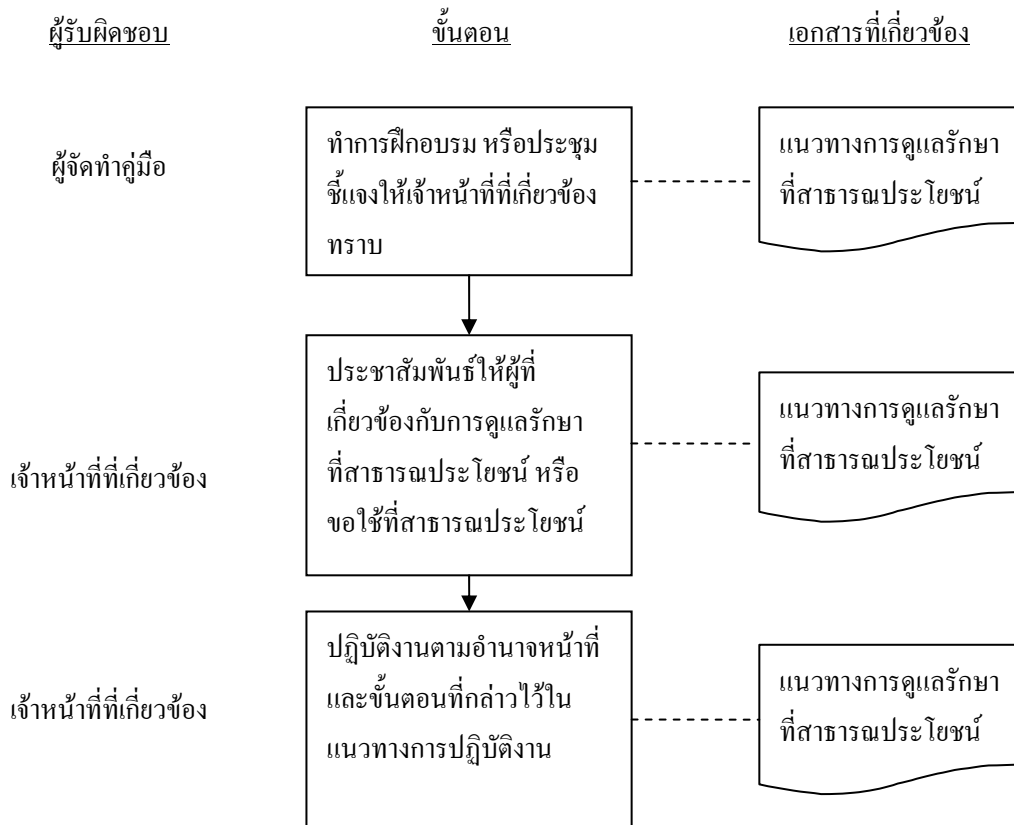 ผู้รับผิดชอบ
ขั้นตอน
เอกสารที่เกี่ยวข้อง
ผู้จัดทำคู่มือ
ทำการฝึกอบรม หรือประชุม
ชี้แจงให้เจ้าหน้าที่ที่เกี่ยวข้อง
ทราบ
แนวทางการดูแลรักษา
ที่สาธารณประโยชน์
เจ้าหน้าที่ที่เกี่ยวข้อง
ประชาสัมพันธ์ให้ผู้ที่
เกี่ยวข้องกับการดูแลรักษา
ที่สาธารณประโยชน์ หรือ
ขอใช้ที่สาธารณประโยชน์
แนวทางการดูแลรักษา
ที่สาธารณประโยชน์
เจ้าหน้าที่ที่เกี่ยวข้อง
ปฏิบัติงานตามอำนาจหน้าที่
และขั้นตอนที่กล่าวไว้ใน
แนวทางการปฏิบัติงาน
แนวทางการดูแลรักษา
ที่สาธารณประโยชน์